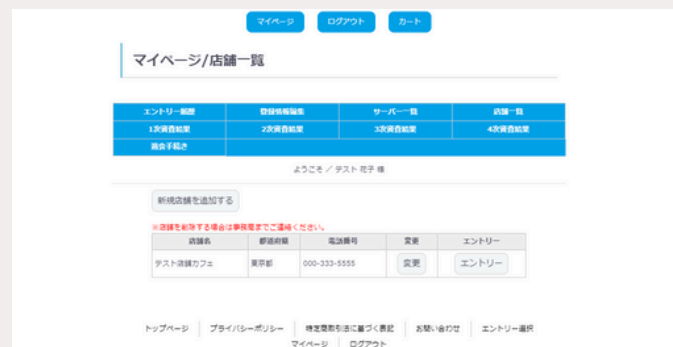 マイページ ログアウト カート
マイページ/店舗一覧
エントリー履歴 登録情報編集 サーバー一覧 店舗一覧
1次審査結果 2次審査結果 3次審査結果 4次審査結果
退会手続き
ようこそ ／ テスト 花子 様
新規店舗を追加する
※店舗を削除する場合は事務局までご連絡ください。
店舗名 都道府県 電話番号 変更 エントリー
テスト店舗カフェ 東京都 000-333-5555 変更 エントリー
トップページ プライバシーポリシー 特定商取引法に基づく表記 お問い合わせ エントリー選択
マイページ ログアウト